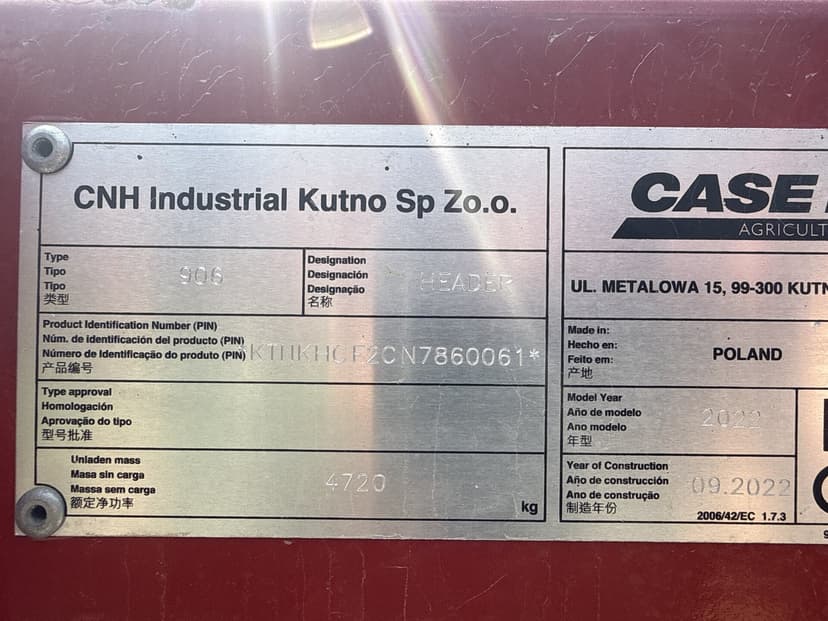 CNH Industrial Kutno Sp Zo.o.
Type
Tipo
Tipo
类型
906
Designation
Designación
Designação
名称
HEADER
Product Identification Number (PIN)
Núm. de identificación del producto (PIN)
Número de Identificação do produto (PIN)
产品编号
Type approval
Homologación
Aprovação do tipo
型号批准
Unladen mass
Masa sin carga
Massa sem carga
额定净功率
4720
kg
CASE
AGRICULT
UL. METALOWA 15, 99-300 KUTN
Made in:
Hecho en:
Feito em:
产地
POLAND
Model Year
Año de modelo
Ano modelo
年型
2022
Year of Construction
Año de construcción
Ano de construção
制造年份
09.2022
2006/42/EC 1.7.3